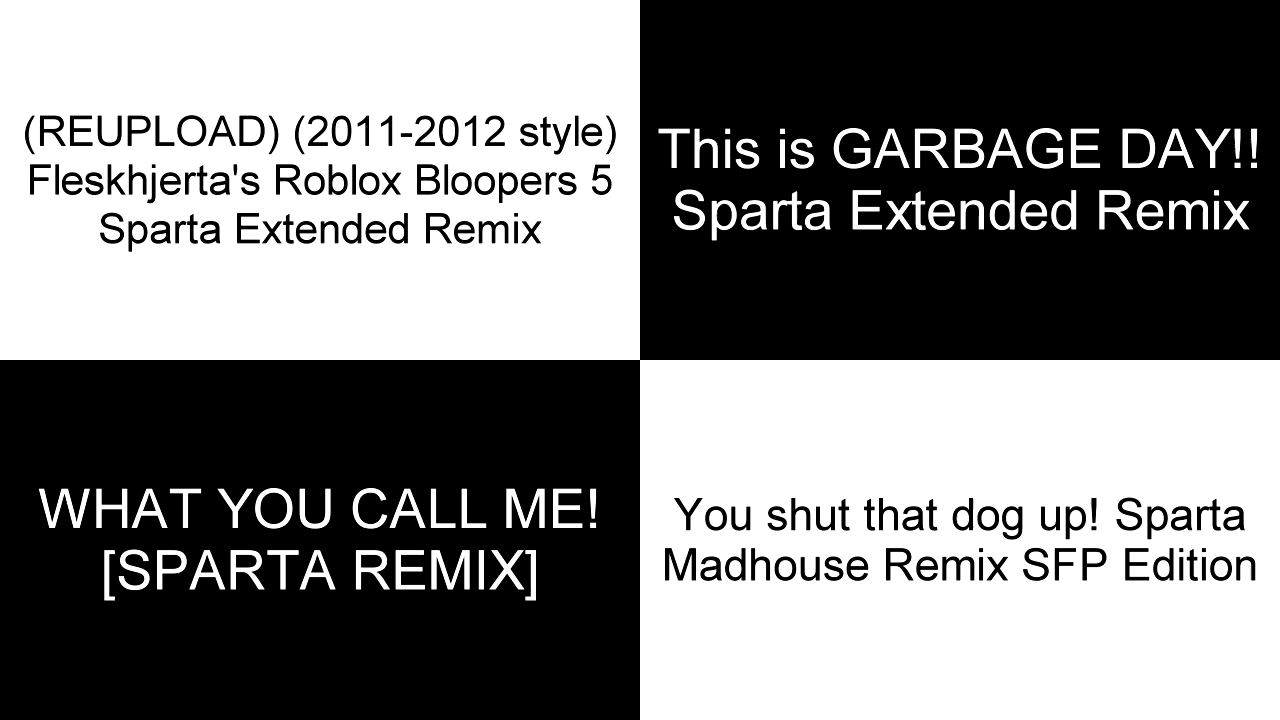 (REUPLOAD) (2011-2012 style)
Fleskhjerta's Roblox Bloopers 5
Sparta Extended Remix
This is GARBAGE DAY!!
Sparta Extended Remix
WHAT YOU CALL ME!
[SPARTA REMIX]
You shut that dog up! Sparta
Madhouse Remix SFP Edition